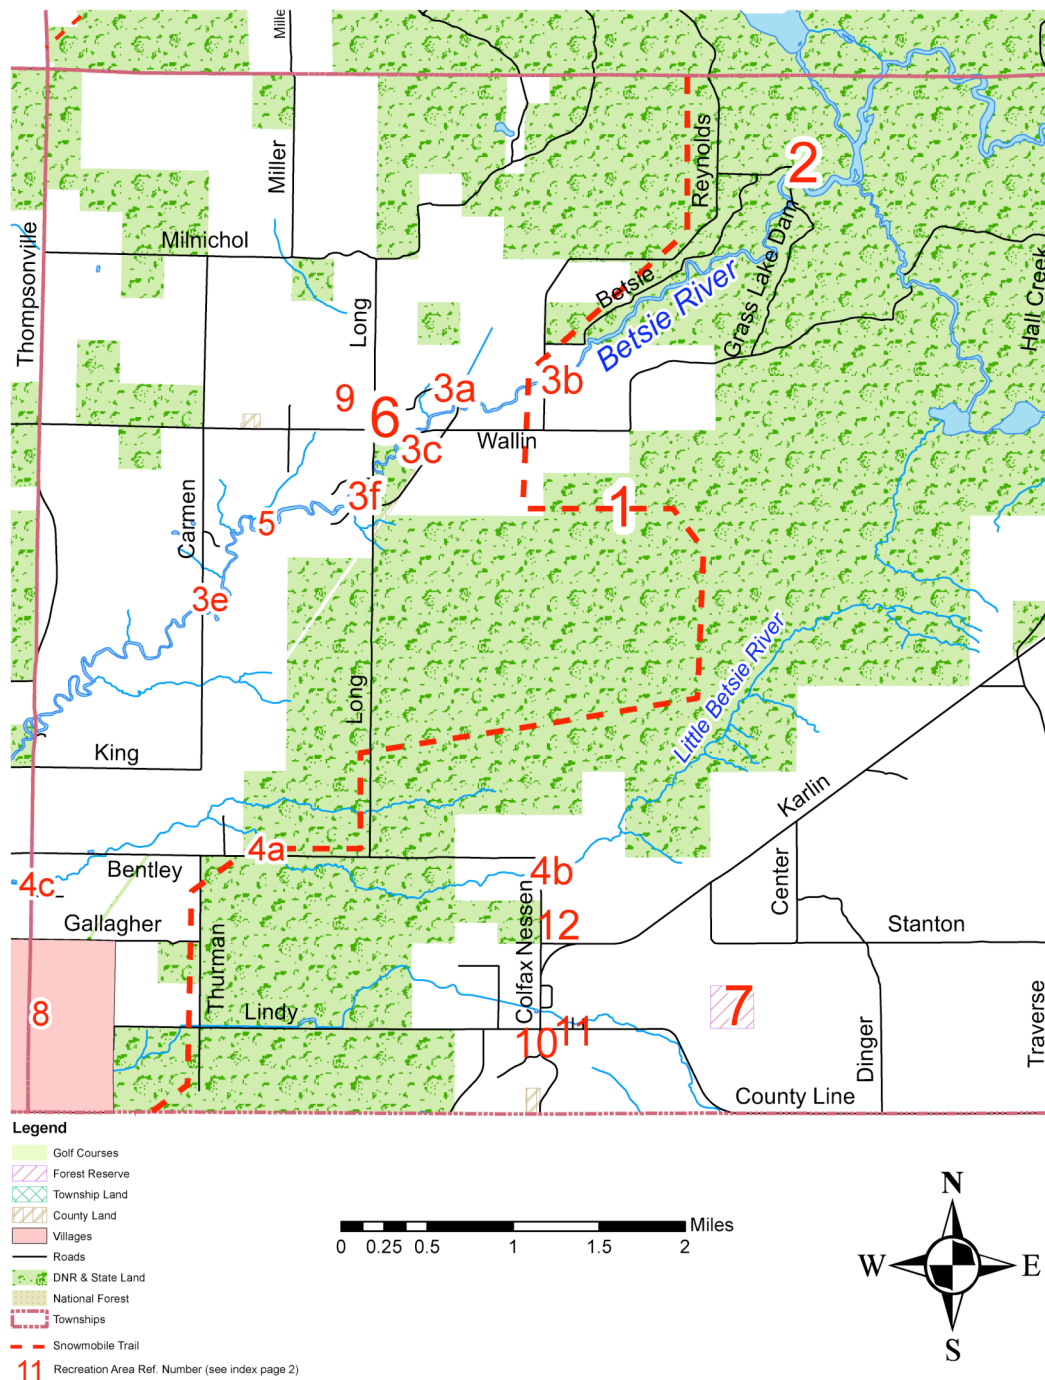 Mille
Reynolds
2
Miller
Thompsonville
Milnichol
Grass Lake Dam
Hall Creek
Betsie
Betsie River
Long
3b
3a
9
6
Wallin
3c
3f
1
5
Carmen
3e
Little Betsie River
Long
King
Karlin
4a
Bentley
4b
4c
Center
Gallagher
12
Stanton
Colfax Nessen
Thurman
7
8
Lindy
11
10
Dinger
Traverse
County Line
Legend
Golf Courses
Forest Reserve
Township Land
County Land
Villages
Roads
DNR & State Land
National Forest
Townships
Snowmobile Trail
11 Recreation Area Ref. Number (see index page 2)
Miles
0 0.25 0.5 1 1.5 2
N
W E
S